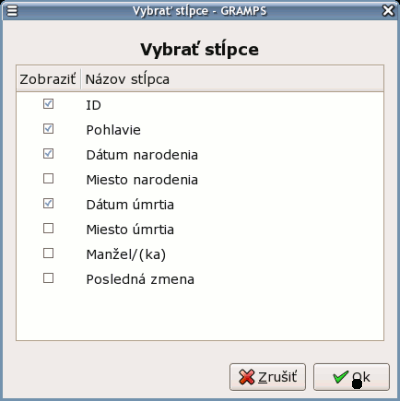 Vybrať stĺpce - GRAMPS
Vybrať stĺpce
Zobraziť Názov stĺpca
ID
Pohlavie
Dátum narodenia
Miesto narodenia
Dátum úmrtia
Miesto úmrtia
Manžel/(ka)
Posledná zmena
Zrušiť Ok